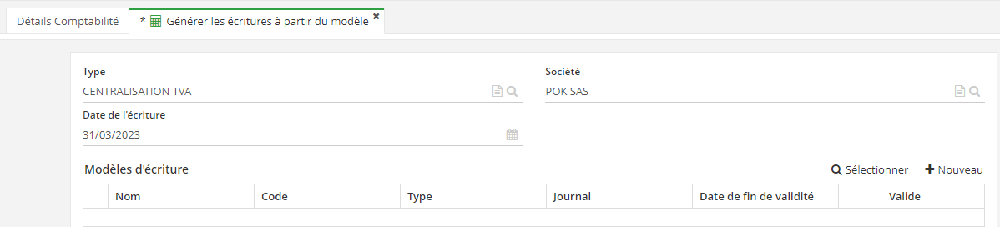 Détails Comptabilité
* Générer les écritures à partir du modèle
Type
Société
CENTRALISATION TVA
POK SAS
Date de l'écriture
31/03/2023
Modèles d'écriture
Sélectionner
Nouveau
Nom
Code
Type
Journal
Date de fin de validité
Valide